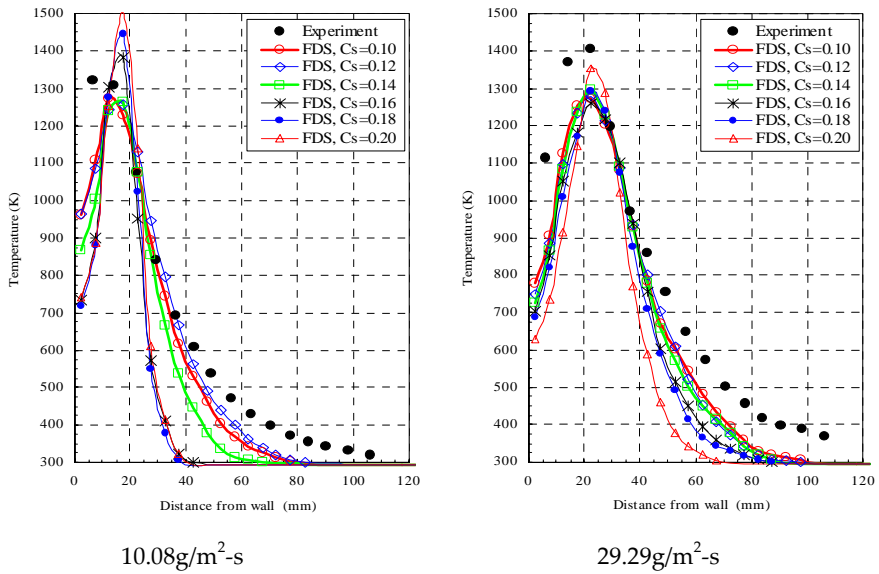 1500
1400
1300
1200
1100
1000
900
800
700
600
500
400
300
Temperature (K)
Experiment
FDS, Cs=0.10
FDS, Cs=0.12
FDS, Cs=0.14
FDS, Cs=0.16
FDS, Cs=0.18
FDS, Cs=0.20
0 20 40 60 80 100 120
Distance from wall (mm)
10.08g/m²-s
1500
1400
1300
1200
1100
1000
900
800
700
600
500
400
300
Temperature (K)
Experiment
FDS, Cs=0.10
FDS, Cs=0.12
FDS, Cs=0.14
FDS, Cs=0.16
FDS, Cs=0.18
FDS, Cs=0.20
0 20 40 60 80 100 120
Distance from wall (mm)
29.29g/m²-s